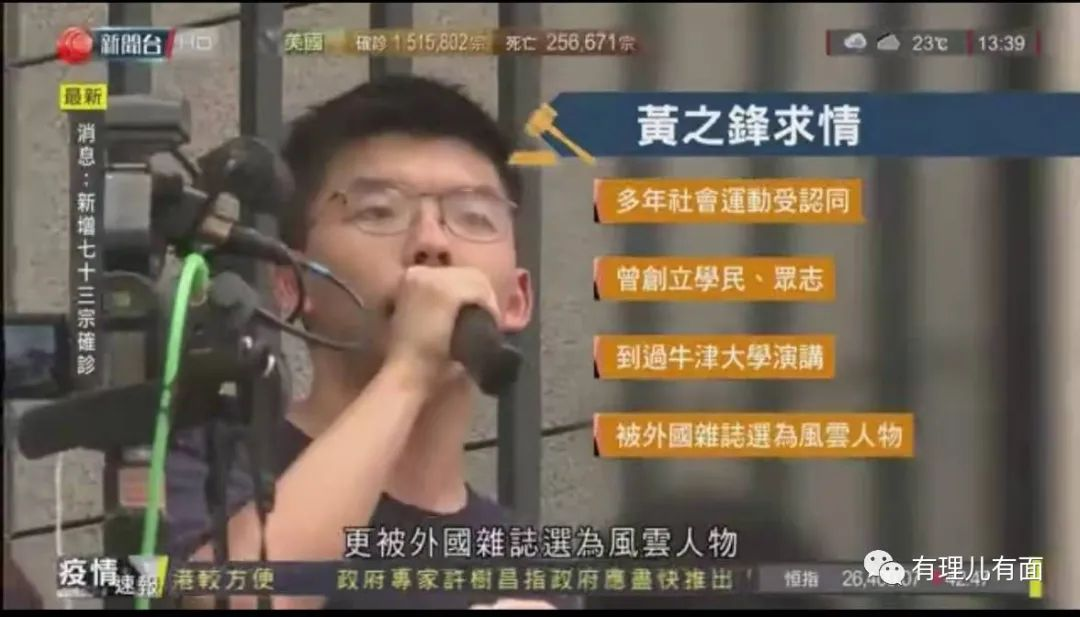 新聞台
美國 確診 1,515,802宗 死亡 256,671宗
23℃ 13:39
最新
消息：新增七十三宗確診
黃之鋒求情
多年社會運動受認同
曾創立學民、眾志
到過牛津大學演講
被外國雜誌選為風雲人物
更被外國雜誌選為風雲人物
疫情
速報
港較方便 政府專家許樹昌指政府應盡快推出
恒指
有理儿有面